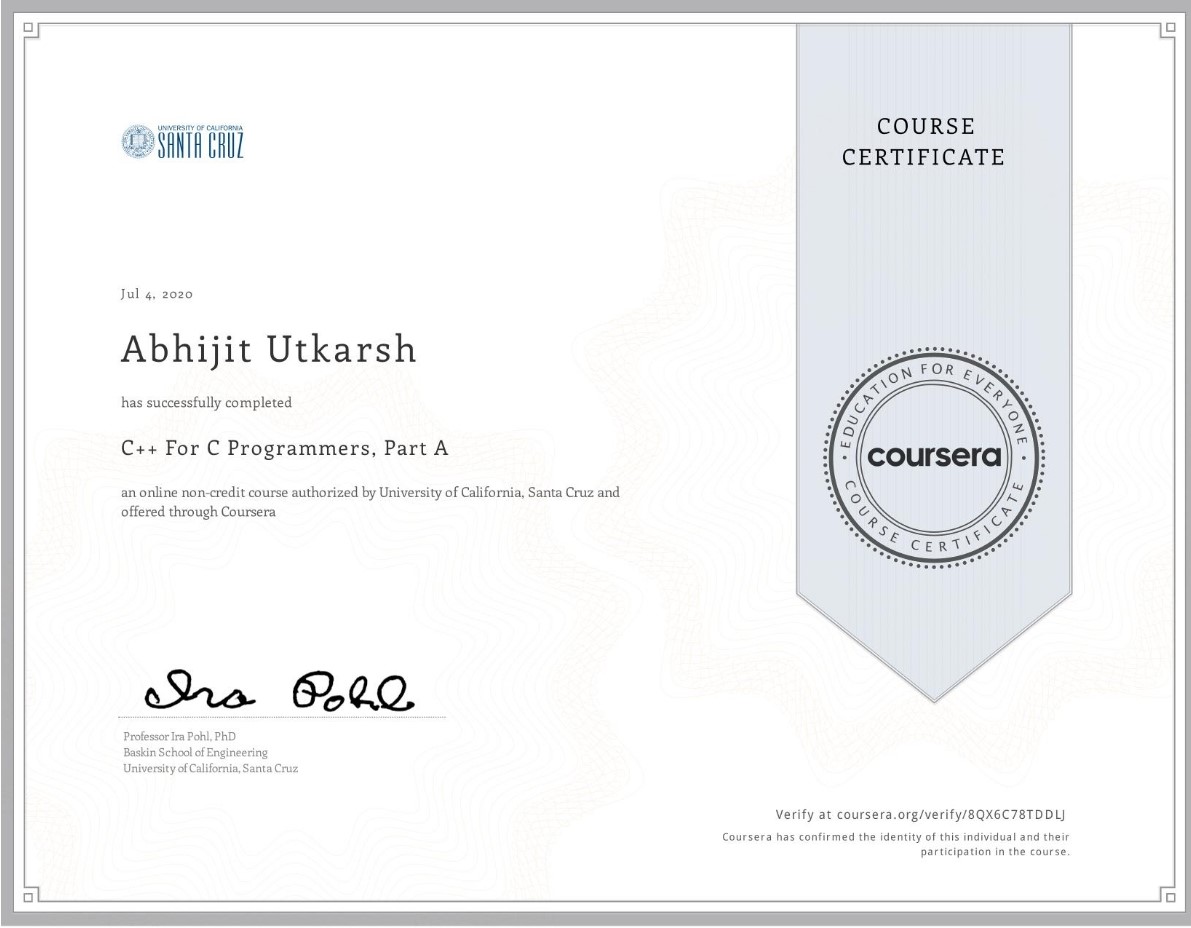 UNIVERSITY OF CALIFORNIA
SANTA CRUZ
COURSE
CERTIFICATE
Jul 4, 2020
Abhijit Utkarsh
has successfully completed
C++ For C Programmers, Part A
an online non-credit course authorized by University of California, Santa Cruz and
offered through Coursera
EDUCATION FOR EVERYONE
coursera
COURSE CERTIFICATE
Ira Pohl
Professor Ira Pohl, PhD
Baskin School of Engineering
University of California, Santa Cruz
Verify at coursera.org/verify/8QX6C78TDDLJ
Coursera has confirmed the identity of this individual and their
participation in the course.